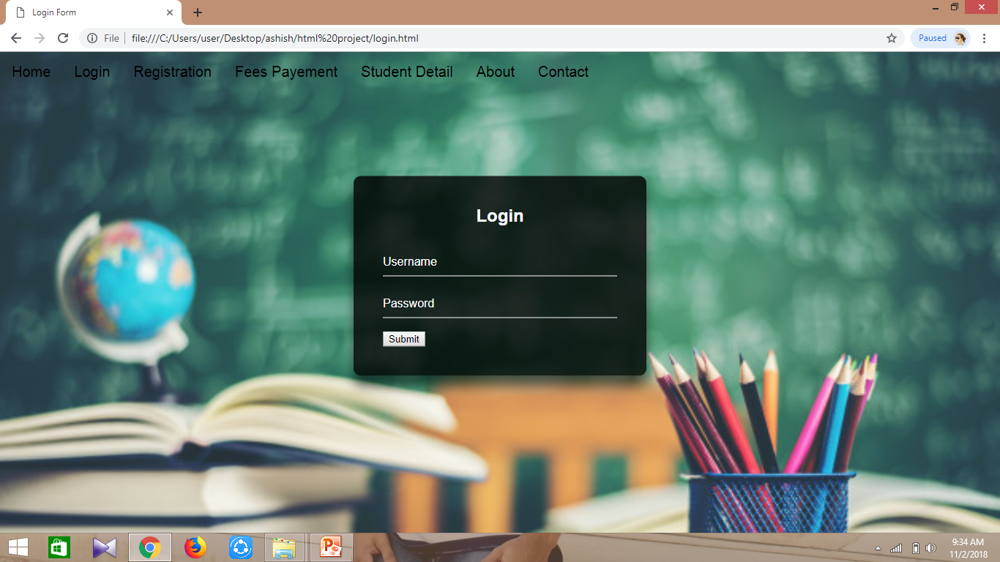 Login Form
File file:///C:/Users/user/Desktop/ashish/html%20project/login.html Paused
Home Login Registration Fees Payement Student Detail About Contact
Login
Username
Password
Submit
9:34 AM
11/2/2018